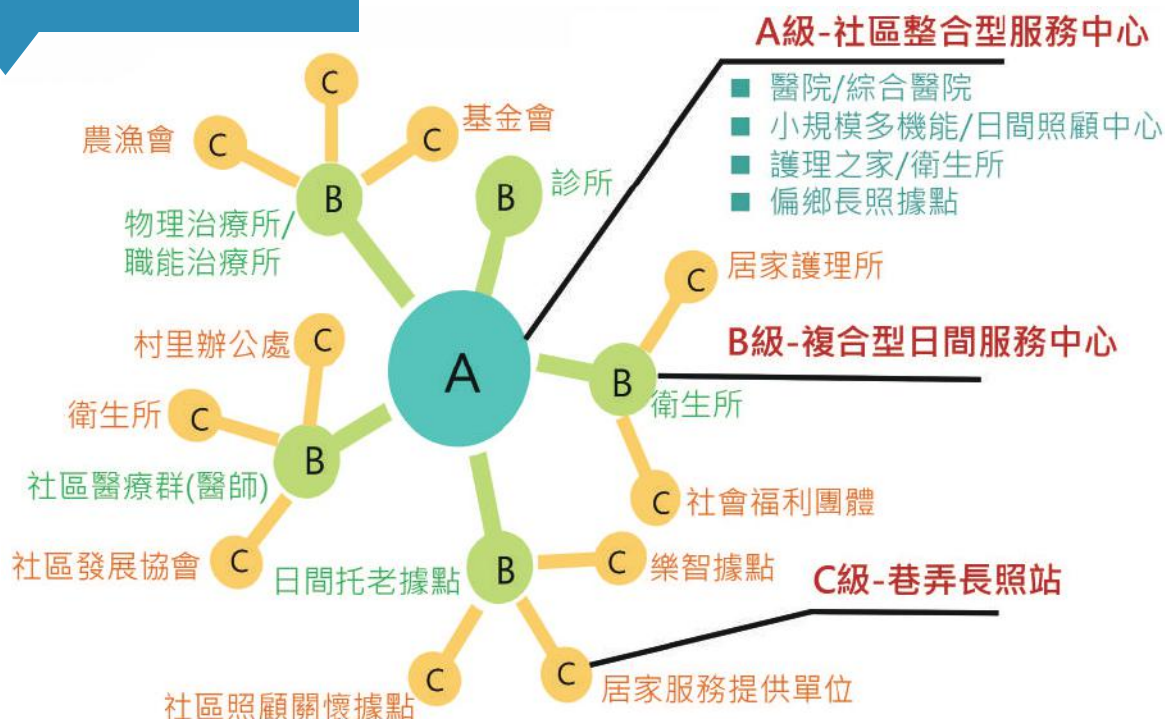 A級-社區整合型服務中心
■ 醫院/綜合醫院
■ 小規模多機能/日間照顧中心
■ 護理之家/衛生所
■ 偏鄉長照據點
C
農漁會
C
C
基金會
B
物理治療所/
職能治療所
B
診所
C
居家護理所
A
B級-複合型日間服務中心
B
衛生所
村里辦公處
C
衛生所
C
B
社區醫療群(醫師)
社區發展協會
C
C
社會福利團體
日間托老據點
B
C
樂智據點
C級-巷弄長照站
C
社區照顧關懷據點
C
居家服務提供單位